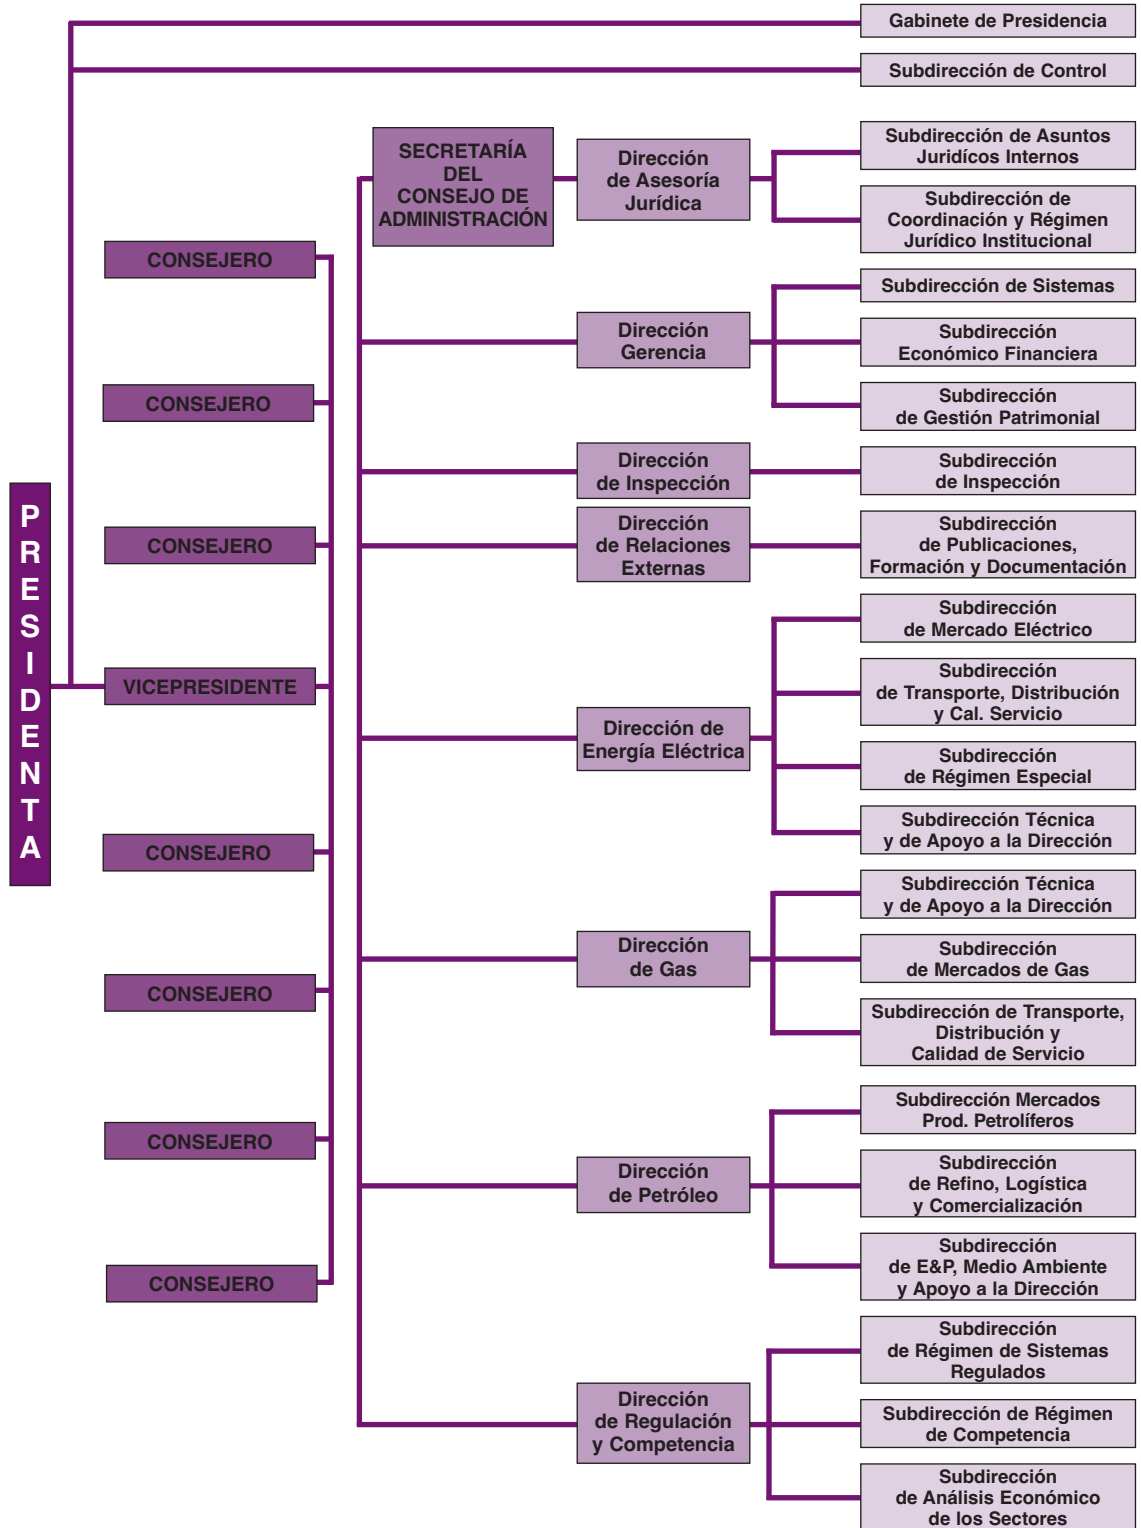 Gabinete de Presidencia
Subdirección de Control
SECRETARÍA
DEL
CONSEJO DE
ADMINISTRACIÓN
Dirección
de Asesoría
Jurídica
Subdirección de Asuntos
Juridícos Internos
Subdirección de
Coordinación y Régimen
Jurídico Institucional
CONSEJERO
Dirección
Gerencia
Subdirección de Sistemas
Subdirección
Económico Financiera
Subdirección
de Gestión Patrimonial
CONSEJERO
Dirección
de Inspección
Subdirección
de Inspección
PRESIDENTA
CONSEJERO
Dirección
de Relaciones
Externas
Subdirección
de Publicaciones,
Formación y Documentación
VICEPRESIDENTE
Dirección de
Energía Eléctrica
Subdirección
de Mercado Eléctrico
Subdirección
de Transporte, Distribución
y Cal. Servicio
Subdirección
de Régimen Especial
Subdirección Técnica
y de Apoyo a la Dirección
CONSEJERO
CONSEJERO
Dirección
de Gas
Subdirección Técnica
y de Apoyo a la Dirección
Subdirección
de Mercados de Gas
Subdirección de Transporte,
Distribución y
Calidad de Servicio
CONSEJERO
Dirección
de Petróleo
Subdirección Mercados
Prod. Petrolíferos
Subdirección
de Refino, Logística
y Comercialización
Subdirección
de E&P, Medio Ambiente
y Apoyo a la Dirección
CONSEJERO
Dirección
de Regulación
y Competencia
Subdirección
de Régimen de Sistemas
Regulados
Subdirección de Régimen
de Competencia
Subdirección
de Análisis Económico
de los Sectores